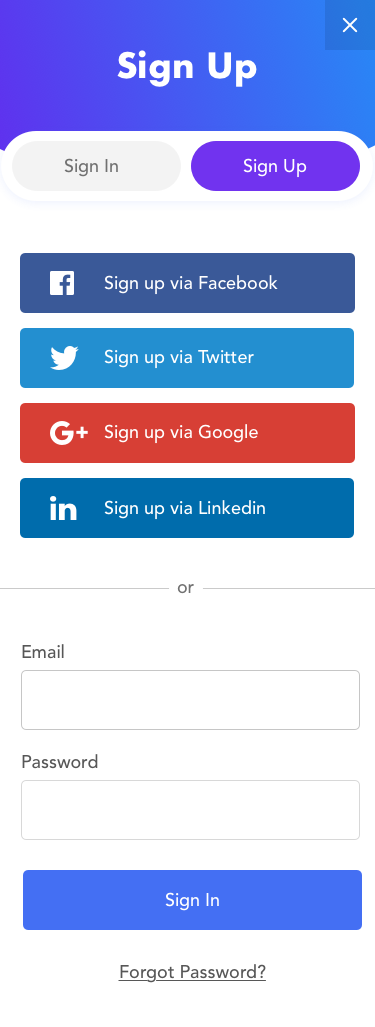 Sign Up
Sign In
Sign Up
Sign up via Facebook
Sign up via Twitter
Sign up via Google
Sign up via Linkedin
or
Email
Password
Sign In
Forgot Password?